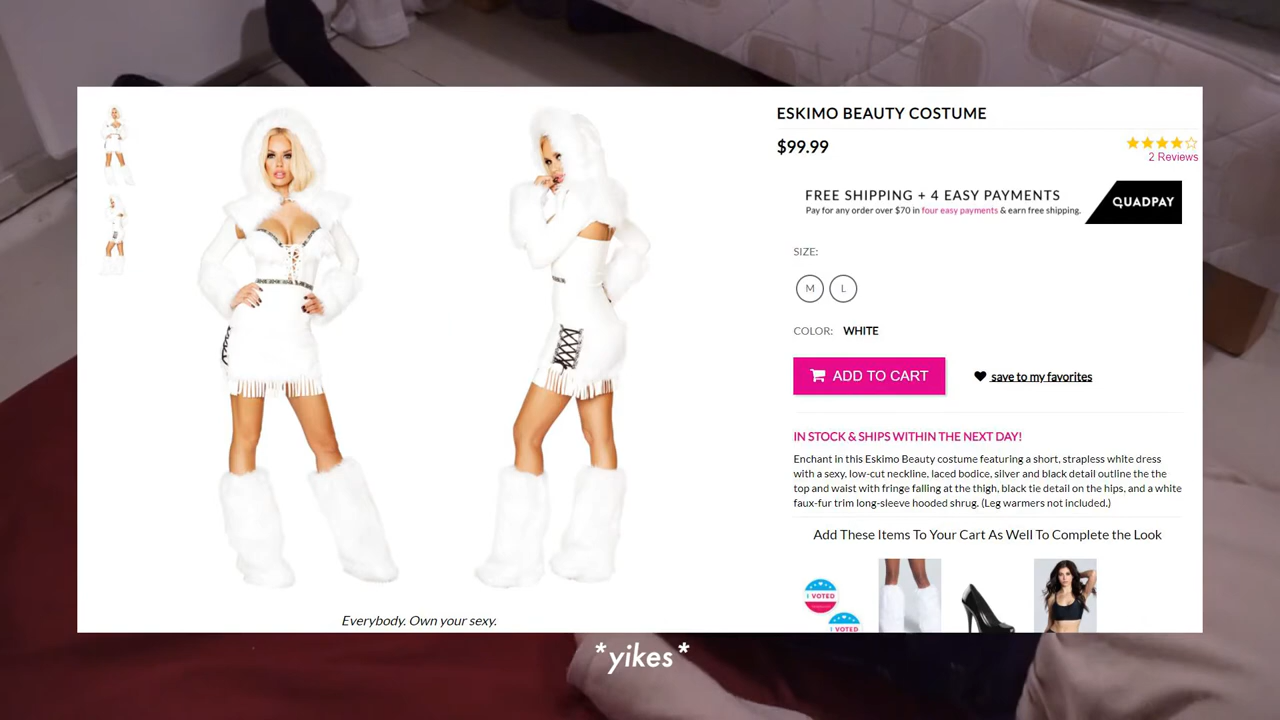 ESKIMO BEAUTY COSTUME
$99.99
2 Reviews
FREE SHIPPING + 4 EASY PAYMENTS
Pay for any order over $70 in four easy payments & earn free shipping.
QUADPAY
SIZE:
M L
COLOR: WHITE
ADD TO CART
save to my favorites
IN STOCK & SHIPS WITHIN THE NEXT DAY!
Enchant in this Eskimo Beauty costume featuring a short, strapless white dress
with a sexy, low-cut neckline, laced bodice, silver and black detail outline the the
top and waist with fringe falling at the thigh, black tie detail on the hips, and a white
faux-fur trim long-sleeve hooded shrug. (Leg warmers not included.)
Add These Items To Your Cart As Well To Complete the Look
I VOTED
I VOTED
Everybody. Own your sexy.
*yikes*